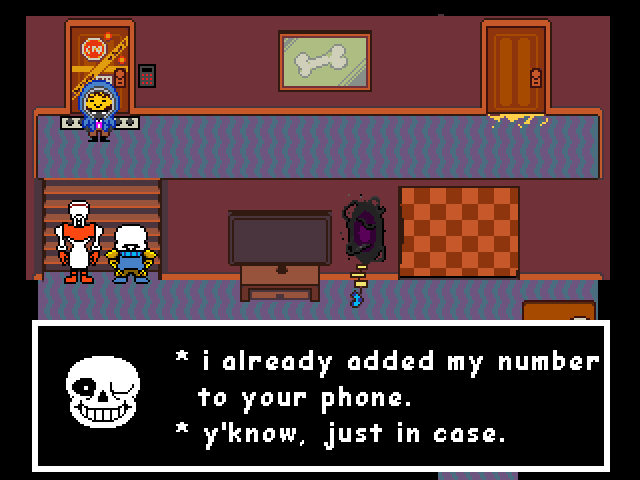 * i already added my number
to your phone.
* y'know, just in case.